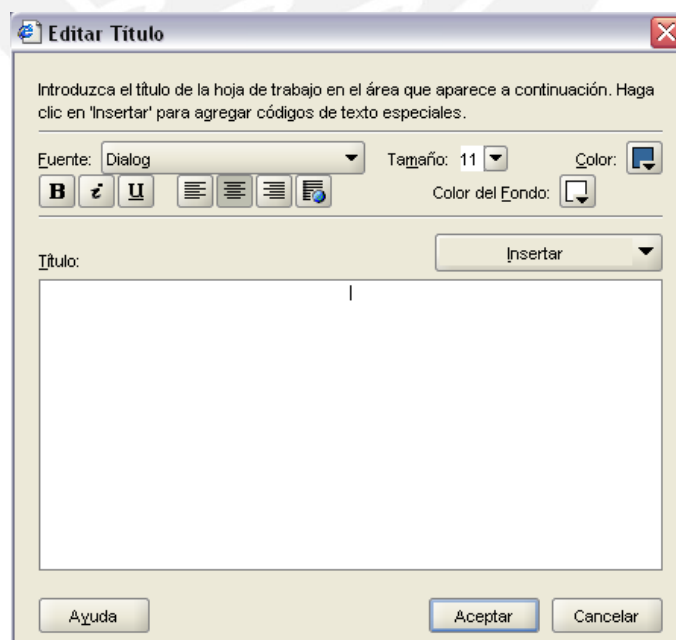 Editar Título
Introduzca el título de la hoja de trabajo en el área que aparece a continuación. Haga
clic en 'Insertar' para agregar códigos de texto especiales.
Fuente: Dialog Tamaño: 11 Color:
B i U Color del Fondo:
Título: Insertar
Ayuda Aceptar Cancelar